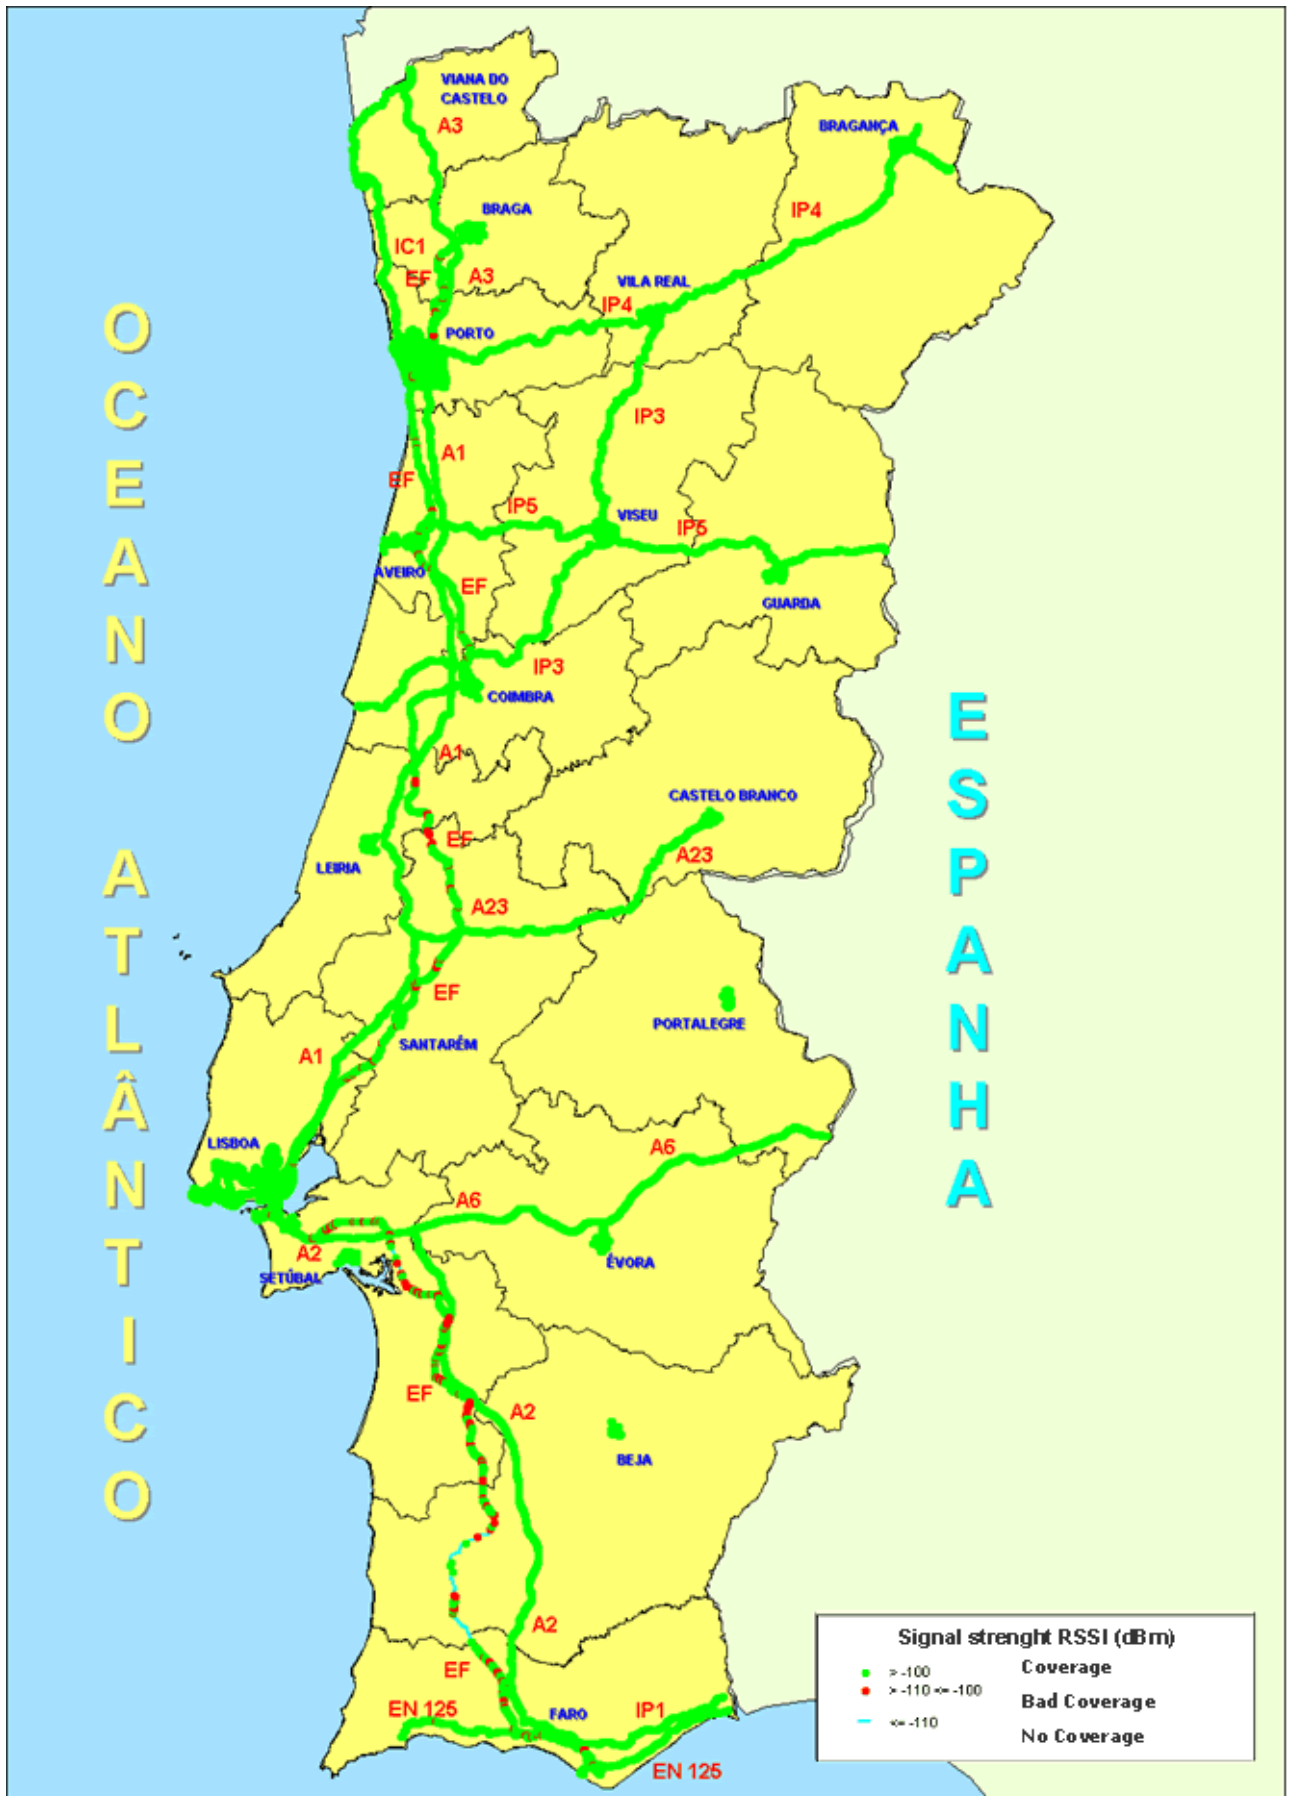 VIANA DO
CASTELO
A3
BRAGANÇA
BRAGA
IP4
IC1
EF
A3
VILA REAL
IP4
PORTO
IP3
A1
EF
IP5
VISEU
IP5
AVEIRO
EF
GUARDA
IP3
COIMBRA
A1
CASTELO BRANCO
EF
A23
LEIRIA
A23
EF
PORTALEGRE
SANTARÉM
A1
LISBOA
A6
A6
A2
SETÚBAL
ÉVORA
EF
A2
BEJA
A2
EF
EN 125
FARO
IP1
EN 125
OCEANO ATLÂNTICO
ESPANHA
Signal strenght RSSI (dBm)
> -100 Coverage
> -110 <= -100 Bad Coverage
<= -110 No Coverage